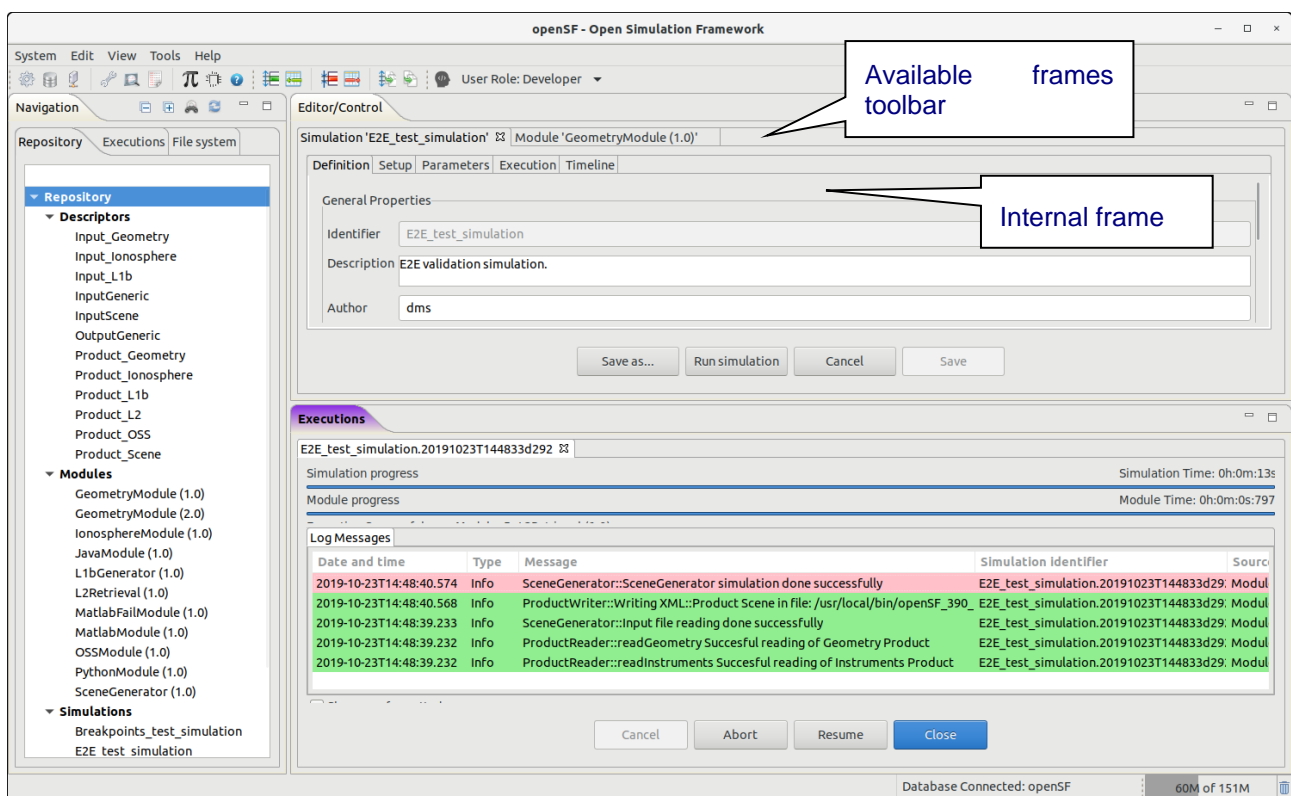 openSF - Open Simulation Framework
System Edit View Tools Help
User Role: Developer
Available frames
toolbar
Navigation
Editor/Control
Repository Executions File system
Simulation 'E2E_test_simulation' Module 'GeometryModule (1.0)'
Definition Setup Parameters Execution Timeline
Internal frame
General Properties
Identifier E2E_test_simulation
Description E2E validation simulation.
Author dms
Save as... Run simulation Cancel Save
Repository
Descriptors
Input_Geometry
Input_Ionosphere
Input_L1b
InputGeneric
InputScene
OutputGeneric
Product_Geometry
Product_Ionosphere
Product_L1b
Product_L2
Product_OSS
Product_Scene
Modules
GeometryModule (1.0)
GeometryModule (2.0)
IonosphereModule (1.0)
JavaModule (1.0)
L1bGenerator (1.0)
L2Retrieval (1.0)
MatlabFailModule (1.0)
MatlabModule (1.0)
OSSModule (1.0)
PythonModule (1.0)
SceneGenerator (1.0)
Simulations
Breakpoints_test_simulation
E2E_test_simulation
Executions
E2E_test_simulation.20191023T144833d292
Simulation progress Simulation Time: 0h:0m:13s
Module progress Module Time: 0h:0m:0s:797
Log Messages
Date and time Type Message Simulation identifier Sourc
2019-10-23T14:48:40.574 Info SceneGenerator::SceneGenerator simulation done successfully E2E_test_simulation.20191023T144833d29 Modul
2019-10-23T14:48:40.568 Info ProductWriter::Writing XML::Product Scene in file: /usr/local/bin/openSF_390_ E2E_test_simulation.20191023T144833d29 Modul
2019-10-23T14:48:39.233 Info SceneGenerator::Input file reading done successfully E2E_test_simulation.20191023T144833d29 Modul
2019-10-23T14:48:39.232 Info ProductReader::readGeometry Succesful reading of Geometry Product E2E_test_simulation.20191023T144833d29 Modul
2019-10-23T14:48:39.232 Info ProductReader::readInstruments Succesful reading of Instruments Product E2E_test_simulation.20191023T144833d29 Modul
Cancel Abort Resume Close
Database Connected: openSF 60M of 151M